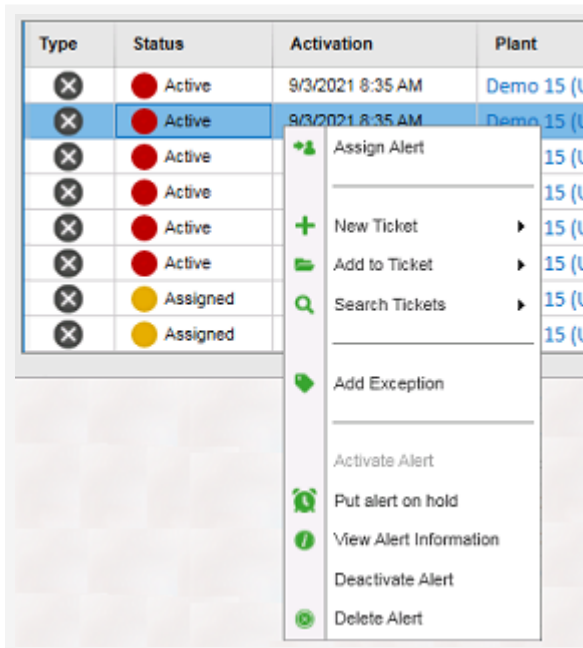 Type Status Activation Plant
Active 9/3/2021 8:35 AM Demo 15 (U
Active 9/3/2021 8:35 AM Demo 15 (U
Active 15 (U
Active 15 (U
Active 15 (U
Active 15 (U
Assigned 15 (U
Assigned 15 (U
Assign Alert
New Ticket
Add to Ticket
Search Tickets
Add Exception
Activate Alert
Put alert on hold
View Alert Information
Deactivate Alert
Delete Alert